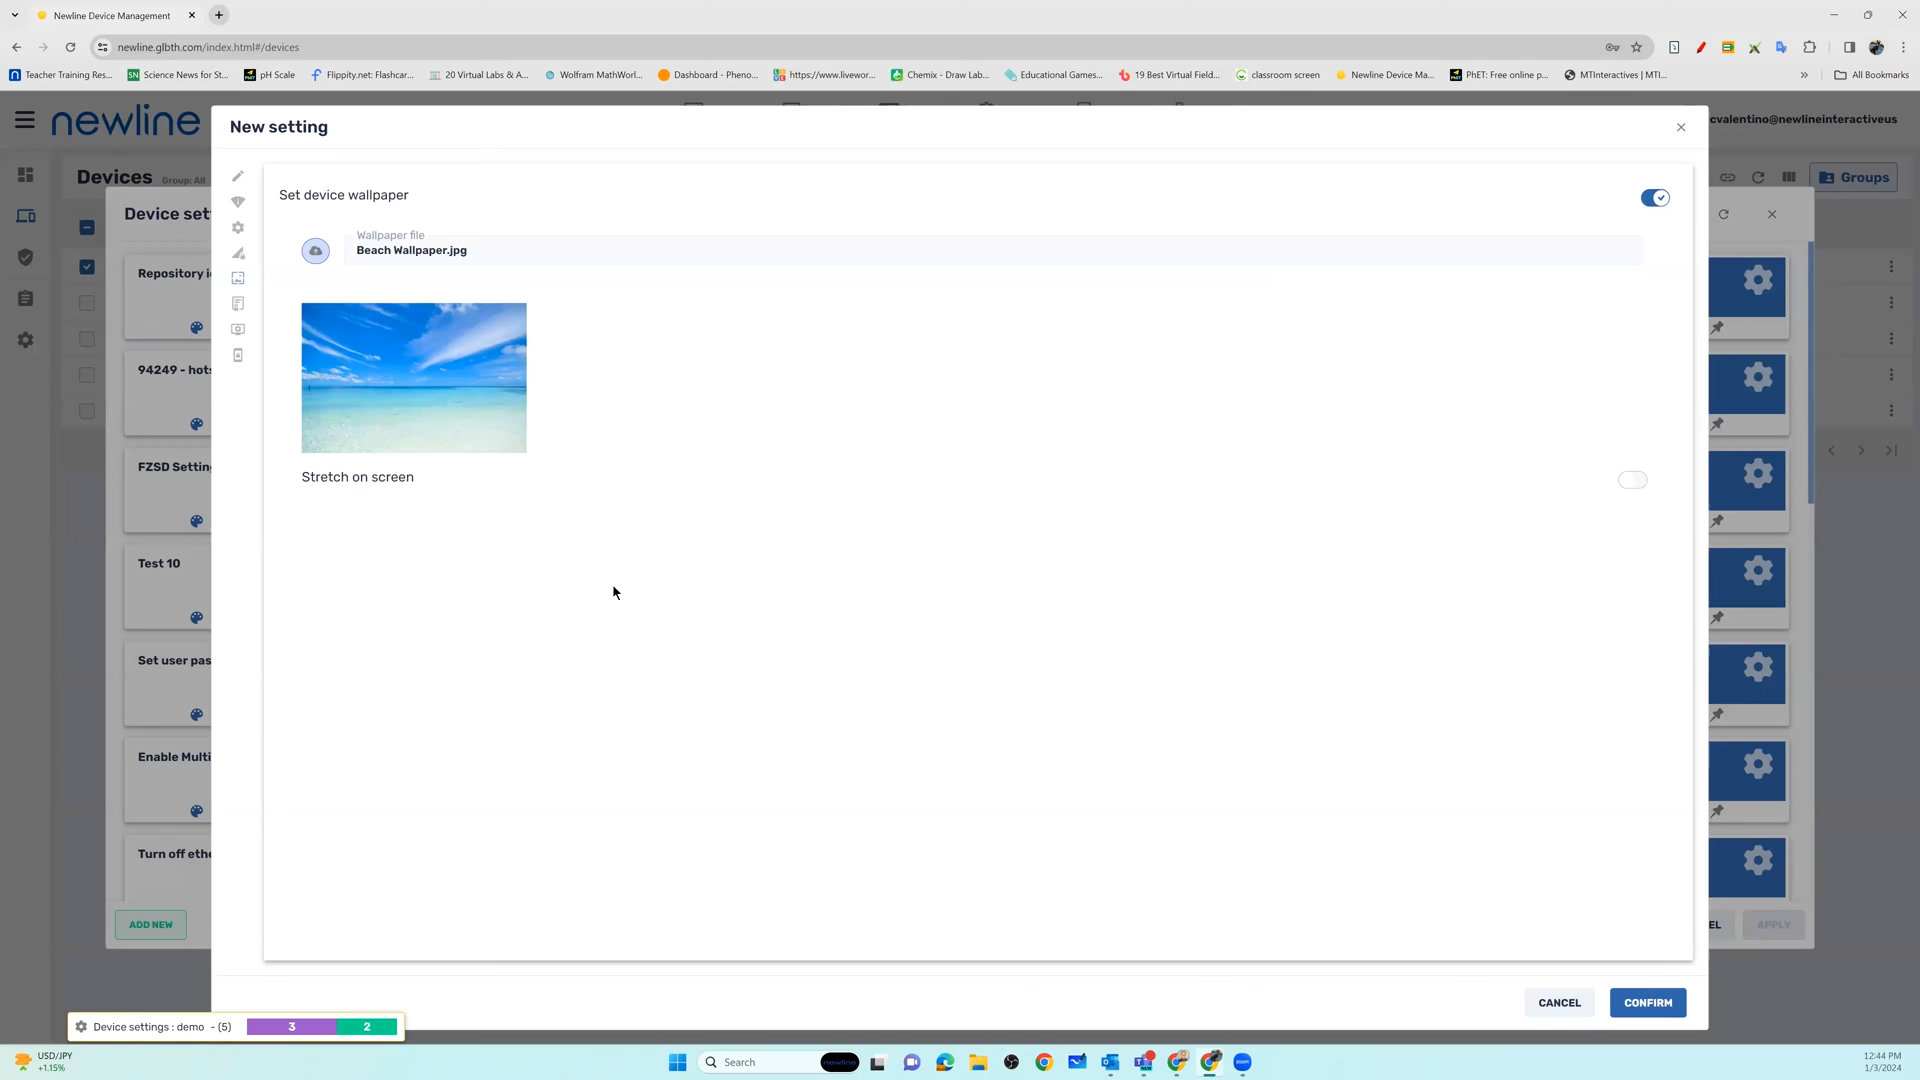 Newline Device Management
newline.glbth.com/index.html#/devices
Teacher Training Res...
Science News for St...
pH Scale
Flippity.net: Flashcar...
20 Virtual Labs & A...
Wolfram MathWorl...
Dashboard - Pheno...
https://www.livewor...
Chemix - Draw Lab...
Educational Games...
19 Best Virtual Field...
classroom screen
Newline Device Ma...
PhET: Free online p...
MTInteractives | MTI...
All Bookmarks
newline
cvalentino@newlineinteractiveus
New setting
Devices
Group: All
Groups
Set device wallpaper
Device set
Wallpaper file
Beach Wallpaper.jpg
Repository i
94249 - hots
FZSD Setting
Stretch on screen
Test 10
Set user pas
Enable Multi
Turn off ethe
ADD NEW
EL
APPLY
CANCEL
CONFIRM
Device settings : demo - (5)
3
2
USD/JPY
+1.15%
Search
newline
12:44 PM
1/3/2024